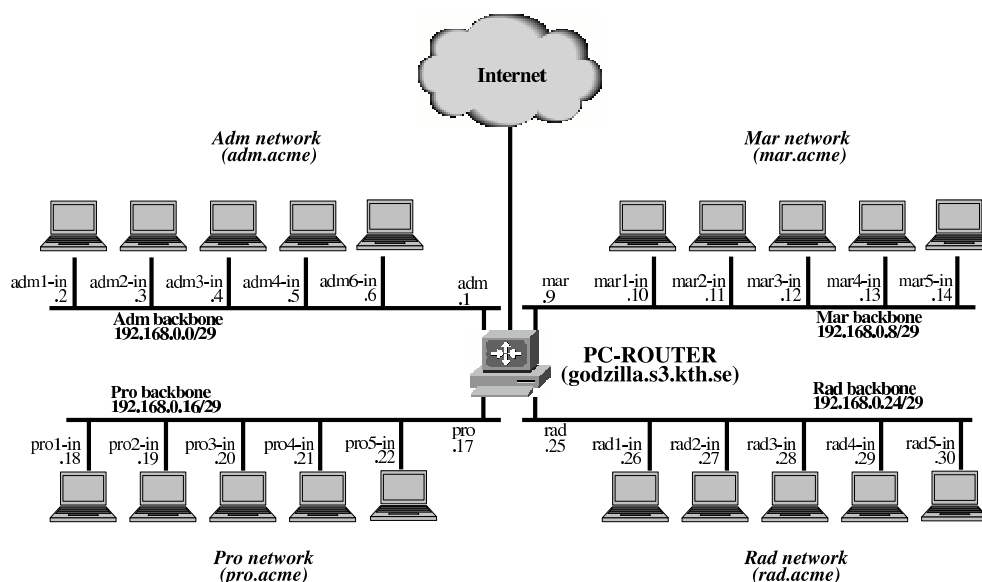 Internet
Adm network
(adm.acme)
Mar network
(mar.acme)
adm1-in
.2
adm2-in
.3
adm3-in
.4
adm4-in
.5
adm6-in
.6
adm
.1
mar
.9
mar1-in
.10
mar2-in
.11
mar3-in
.12
mar4-in
.13
mar5-in
.14
Adm backbone
192.168.0.0/29
Mar backbone
192.168.0.8/29
PC-ROUTER
(godzilla.s3.kth.se)
Pro backbone
192.168.0.16/29
Rad backbone
192.168.0.24/29
pro1-in
.18
pro2-in
.19
pro3-in
.20
pro4-in
.21
pro5-in
.22
pro
.17
rad
.25
rad1-in
.26
rad2-in
.27
rad3-in
.28
rad4-in
.29
rad5-in
.30
Pro network
(pro.acme)
Rad network
(rad.acme)